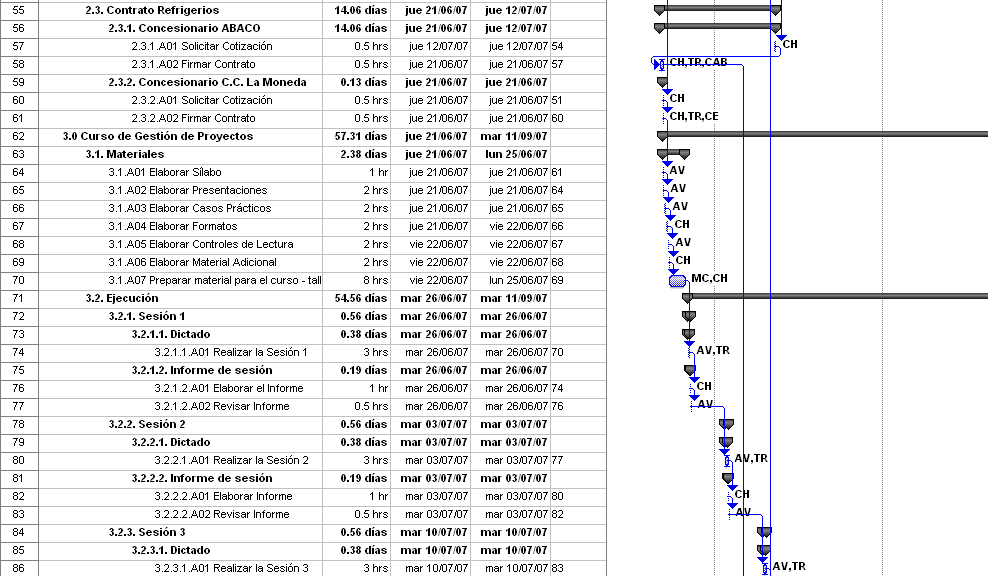 55 2.3. Contrato Refrigerios 14.06 días jue 21/06/07 jue 12/07/07
56 2.3.1. Concesionario ABACO 14.06 días jue 21/06/07 jue 12/07/07
57 2.3.1.A01 Solicitar Cotización 0.5 hrs jue 12/07/07 jue 12/07/07 54 CH
58 2.3.1.A02 Firmar Contrato 0.5 hrs jue 21/06/07 jue 21/06/07 57 CH,TR,CAB
59 2.3.2. Concesionario C.C. La Moneda 0.13 días jue 21/06/07 jue 21/06/07
60 2.3.2.A01 Solicitar Cotización 0.5 hrs jue 21/06/07 jue 21/06/07 51 CH
61 2.3.2.A02 Firmar Contrato 0.5 hrs jue 21/06/07 jue 21/06/07 60 CH,TR,CE
62 3.0 Curso de Gestión de Proyectos 57.31 días jue 21/06/07 mar 11/09/07
63 3.1. Materiales 2.38 días jue 21/06/07 lun 25/06/07
64 3.1.A01 Elaborar Sílabo 1 hr jue 21/06/07 jue 21/06/07 61 AV
65 3.1.A02 Elaborar Presentaciones 2 hrs jue 21/06/07 jue 21/06/07 64 AV
66 3.1.A03 Elaborar Casos Prácticos 2 hrs jue 21/06/07 jue 21/06/07 65 AV
67 3.1.A04 Elaborar Formatos 2 hrs jue 21/06/07 vie 22/06/07 66 CH
68 3.1.A05 Elaborar Controles de Lectura 2 hrs vie 22/06/07 vie 22/06/07 67 AV
69 3.1.A06 Elaborar Material Adicional 2 hrs vie 22/06/07 vie 22/06/07 68 CH
70 3.1.A07 Preparar material para el curso - tall 8 hrs vie 22/06/07 lun 25/06/07 69 MC,CH
71 3.2. Ejecución 54.56 días mar 26/06/07 mar 11/09/07
72 3.2.1. Sesión 1 0.56 días mar 26/06/07 mar 26/06/07
73 3.2.1.1. Dictado 0.38 días mar 26/06/07 mar 26/06/07
74 3.2.1.1.A01 Realizar la Sesión 1 3 hrs mar 26/06/07 mar 26/06/07 70 AV,TR
75 3.2.1.2. Informe de sesión 0.19 días mar 26/06/07 mar 26/06/07
76 3.2.1.2.A01 Elaborar el Informe 1 hr mar 26/06/07 mar 26/06/07 74 CH
77 3.2.1.2.A02 Revisar Informe 0.5 hrs mar 26/06/07 mar 26/06/07 76 AV
78 3.2.2. Sesión 2 0.56 días mar 03/07/07 mar 03/07/07
79 3.2.2.1. Dictado 0.38 días mar 03/07/07 mar 03/07/07
80 3.2.2.1.A01 Realizar la Sesión 2 3 hrs mar 03/07/07 mar 03/07/07 77 AV,TR
81 3.2.2.2. Informe de sesión 0.19 días mar 03/07/07 mar 03/07/07
82 3.2.2.2.A01 Elaborar Informe 1 hr mar 03/07/07 mar 03/07/07 80 CH
83 3.2.2.2.A02 Revisar Informe 0.5 hrs mar 03/07/07 mar 03/07/07 82 AV
84 3.2.3. Sesión 3 0.56 días mar 10/07/07 mar 10/07/07
85 3.2.3.1. Dictado 0.38 días mar 10/07/07 mar 10/07/07
86 3.2.3.1.A01 Realizar la Sesión 3 3 hrs mar 10/07/07 mar 10/07/07 83 AV,TR